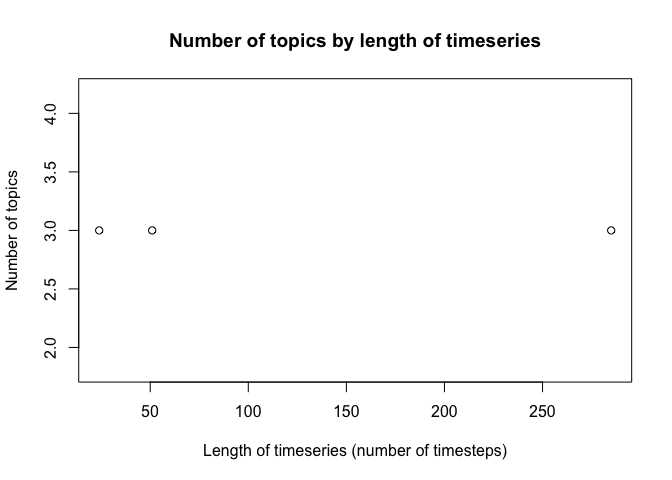 Number of topics by length of timeseries
4.0
3.5
3.0
2.5
2.0
Number of topics
50 100 150 200 250
Length of timeseries (number of timesteps)